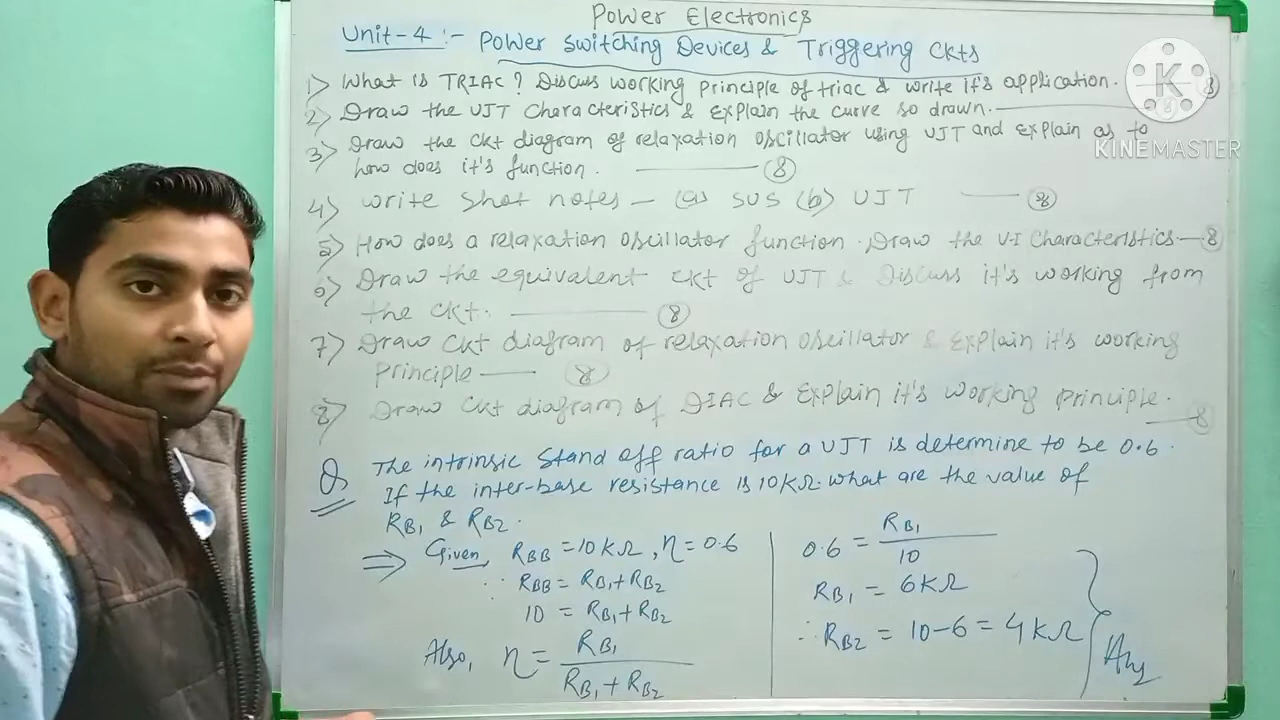 Power Electronics
Unit-4 :- Power Switching Devices & Triggering Ckts
1) What is TRIAC? Discuss working principle of triac & write it's application. 8
2) Draw the UJT Characteristics & Explain the curve so drawn. 8
3) Draw the Ckt diagram of relaxation oscillator using UJT and Explain as to
how does it's function. 8
4) Write Shot notes - (a) SUS (b) UJT 8
5) How does a relaxation oscillator function. Draw the V-I Characteristics. 8
6) Draw the equivalent ckt of UJT & Discuss it's working from
the ckt. 8
7) Draw Ckt diagram of relaxation oscillator & Explain it's working
principle 8
8) Draw Ckt diagram of DIAC & Explain it's working principle. 8
Q The intrinsic Stand off ratio for a UJT is determine to be 0.6.
If the inter-base resistance is 10KΩ. what are the value of
RB1 & RB2.
⇒ Given, RBB = 10KΩ, η = 0.6
∵ RBB = RB1 + RB2
10 = RB1 + RB2
Also, η = RB1 / RB1 + RB2
0.6 = RB1 / 10
RB1 = 6KΩ
∴ RB2 = 10-6 = 4KΩ
Ans
K
KINEMASTER